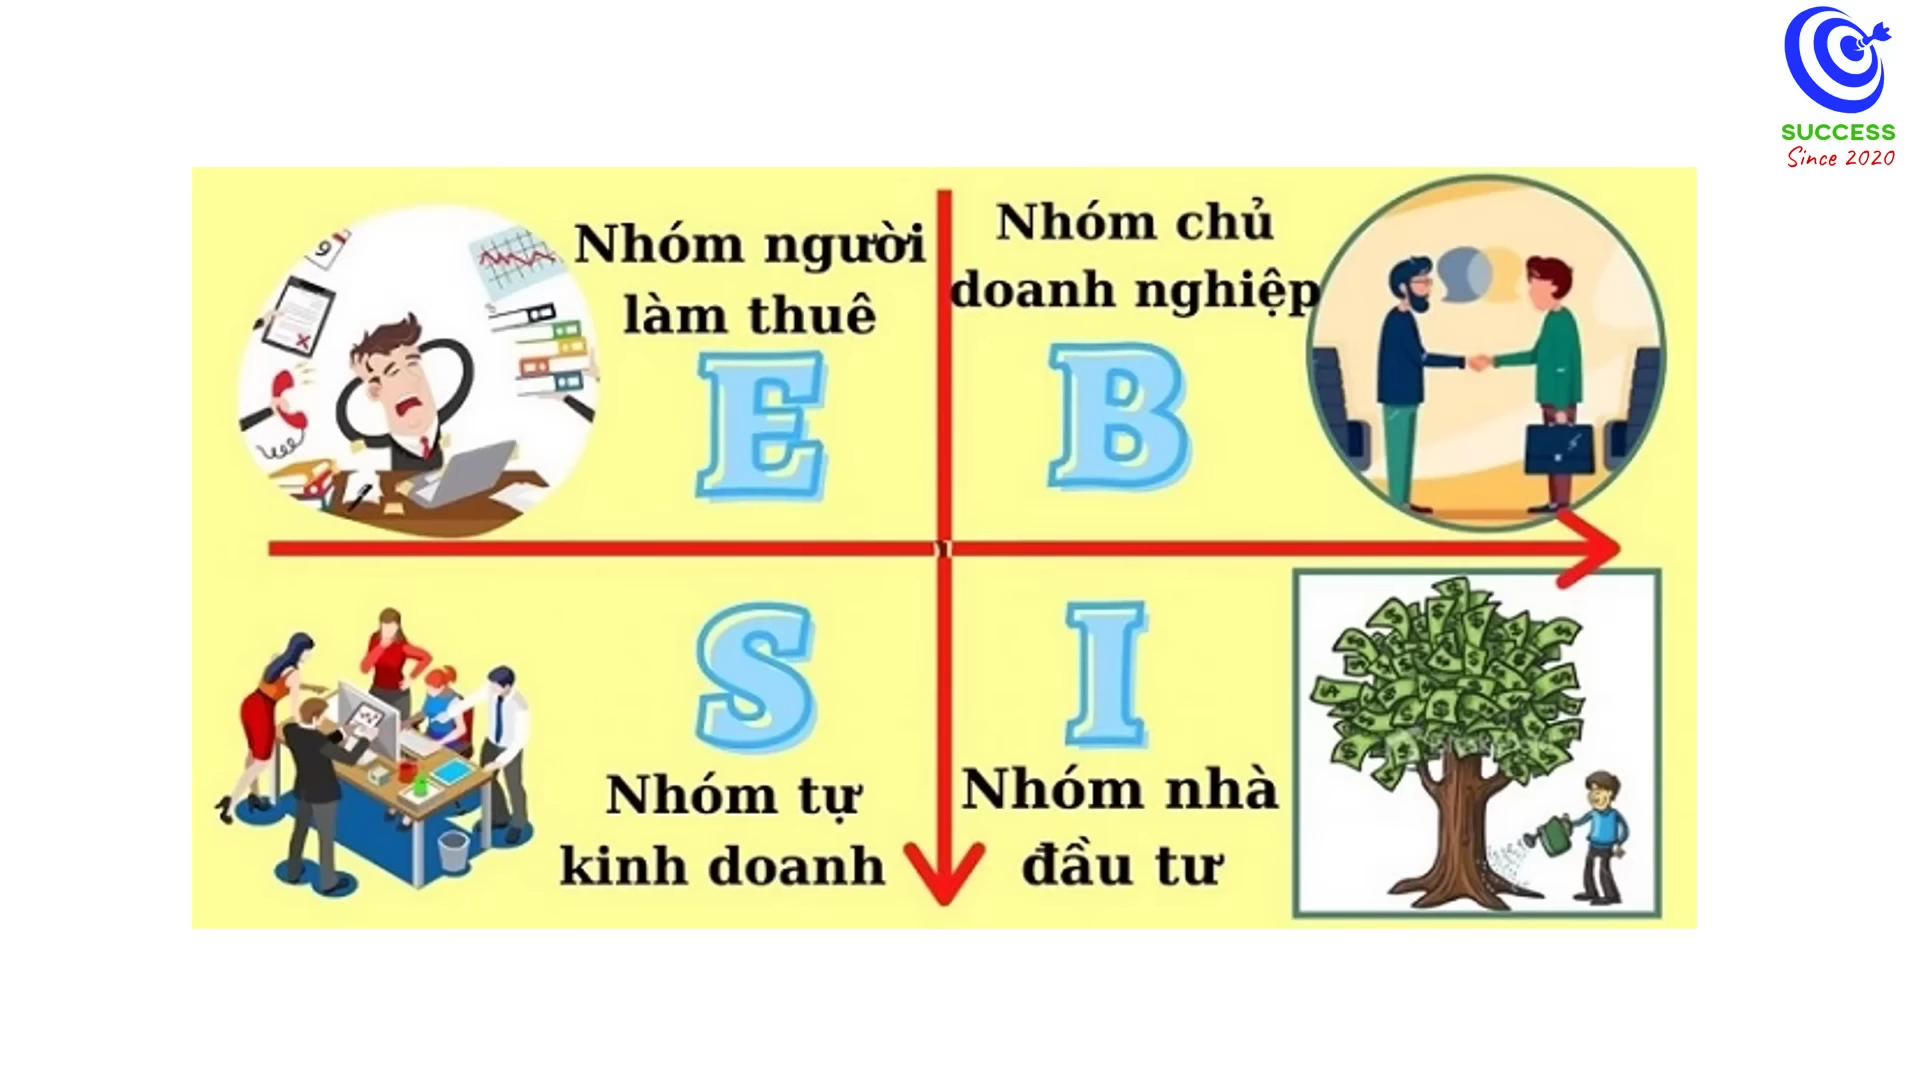 SUCCESS
Since 2020
Nhóm người
làm thuê
E
Nhóm chủ
doanh nghiệp
B
S
Nhóm tự
kinh doanh
I
Nhóm nhà
đầu tư
9